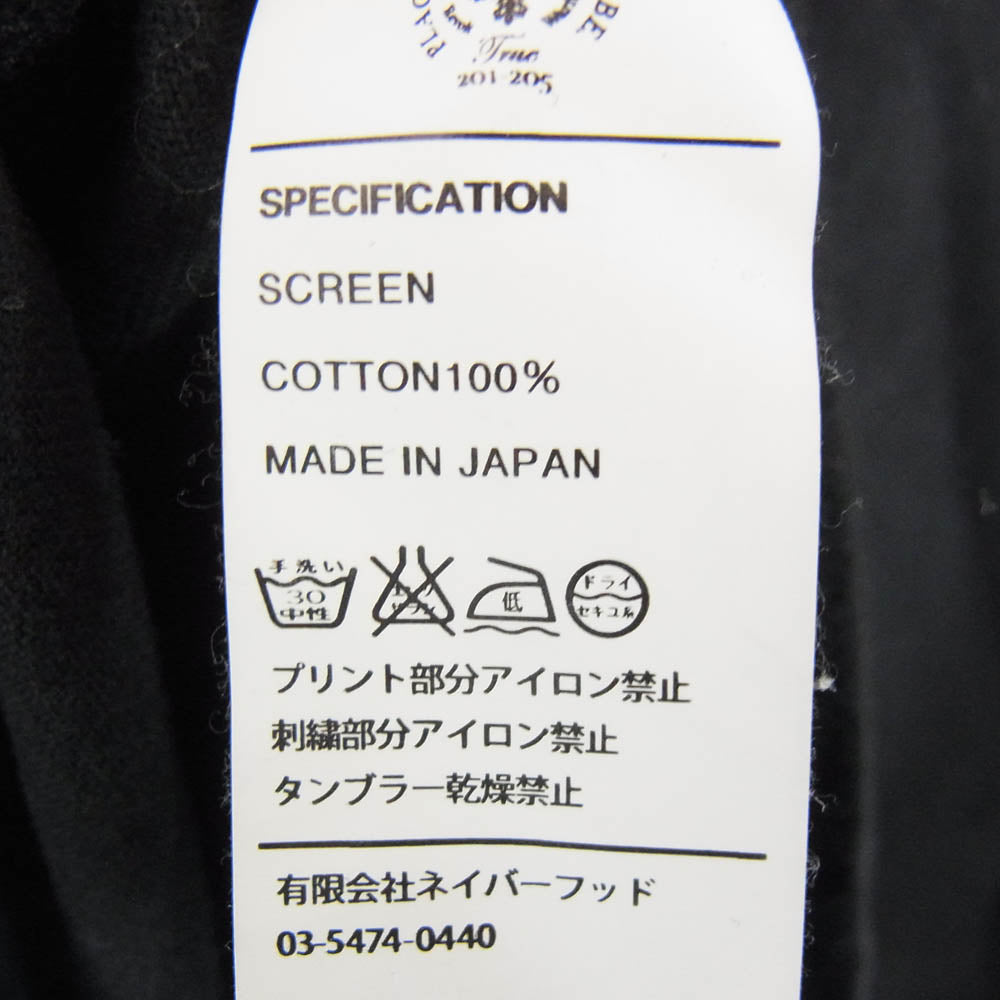 True
201-205
SPECIFICATION
SCREEN
COTTON100%
MADE IN JAPAN
手洗い
30
中性
低
ドライ
セキユ系
プリント部分アイロン禁止
刺繍部分アイロン禁止
タンブラー乾燥禁止
有限会社ネイバーフッド
03-5474-0440